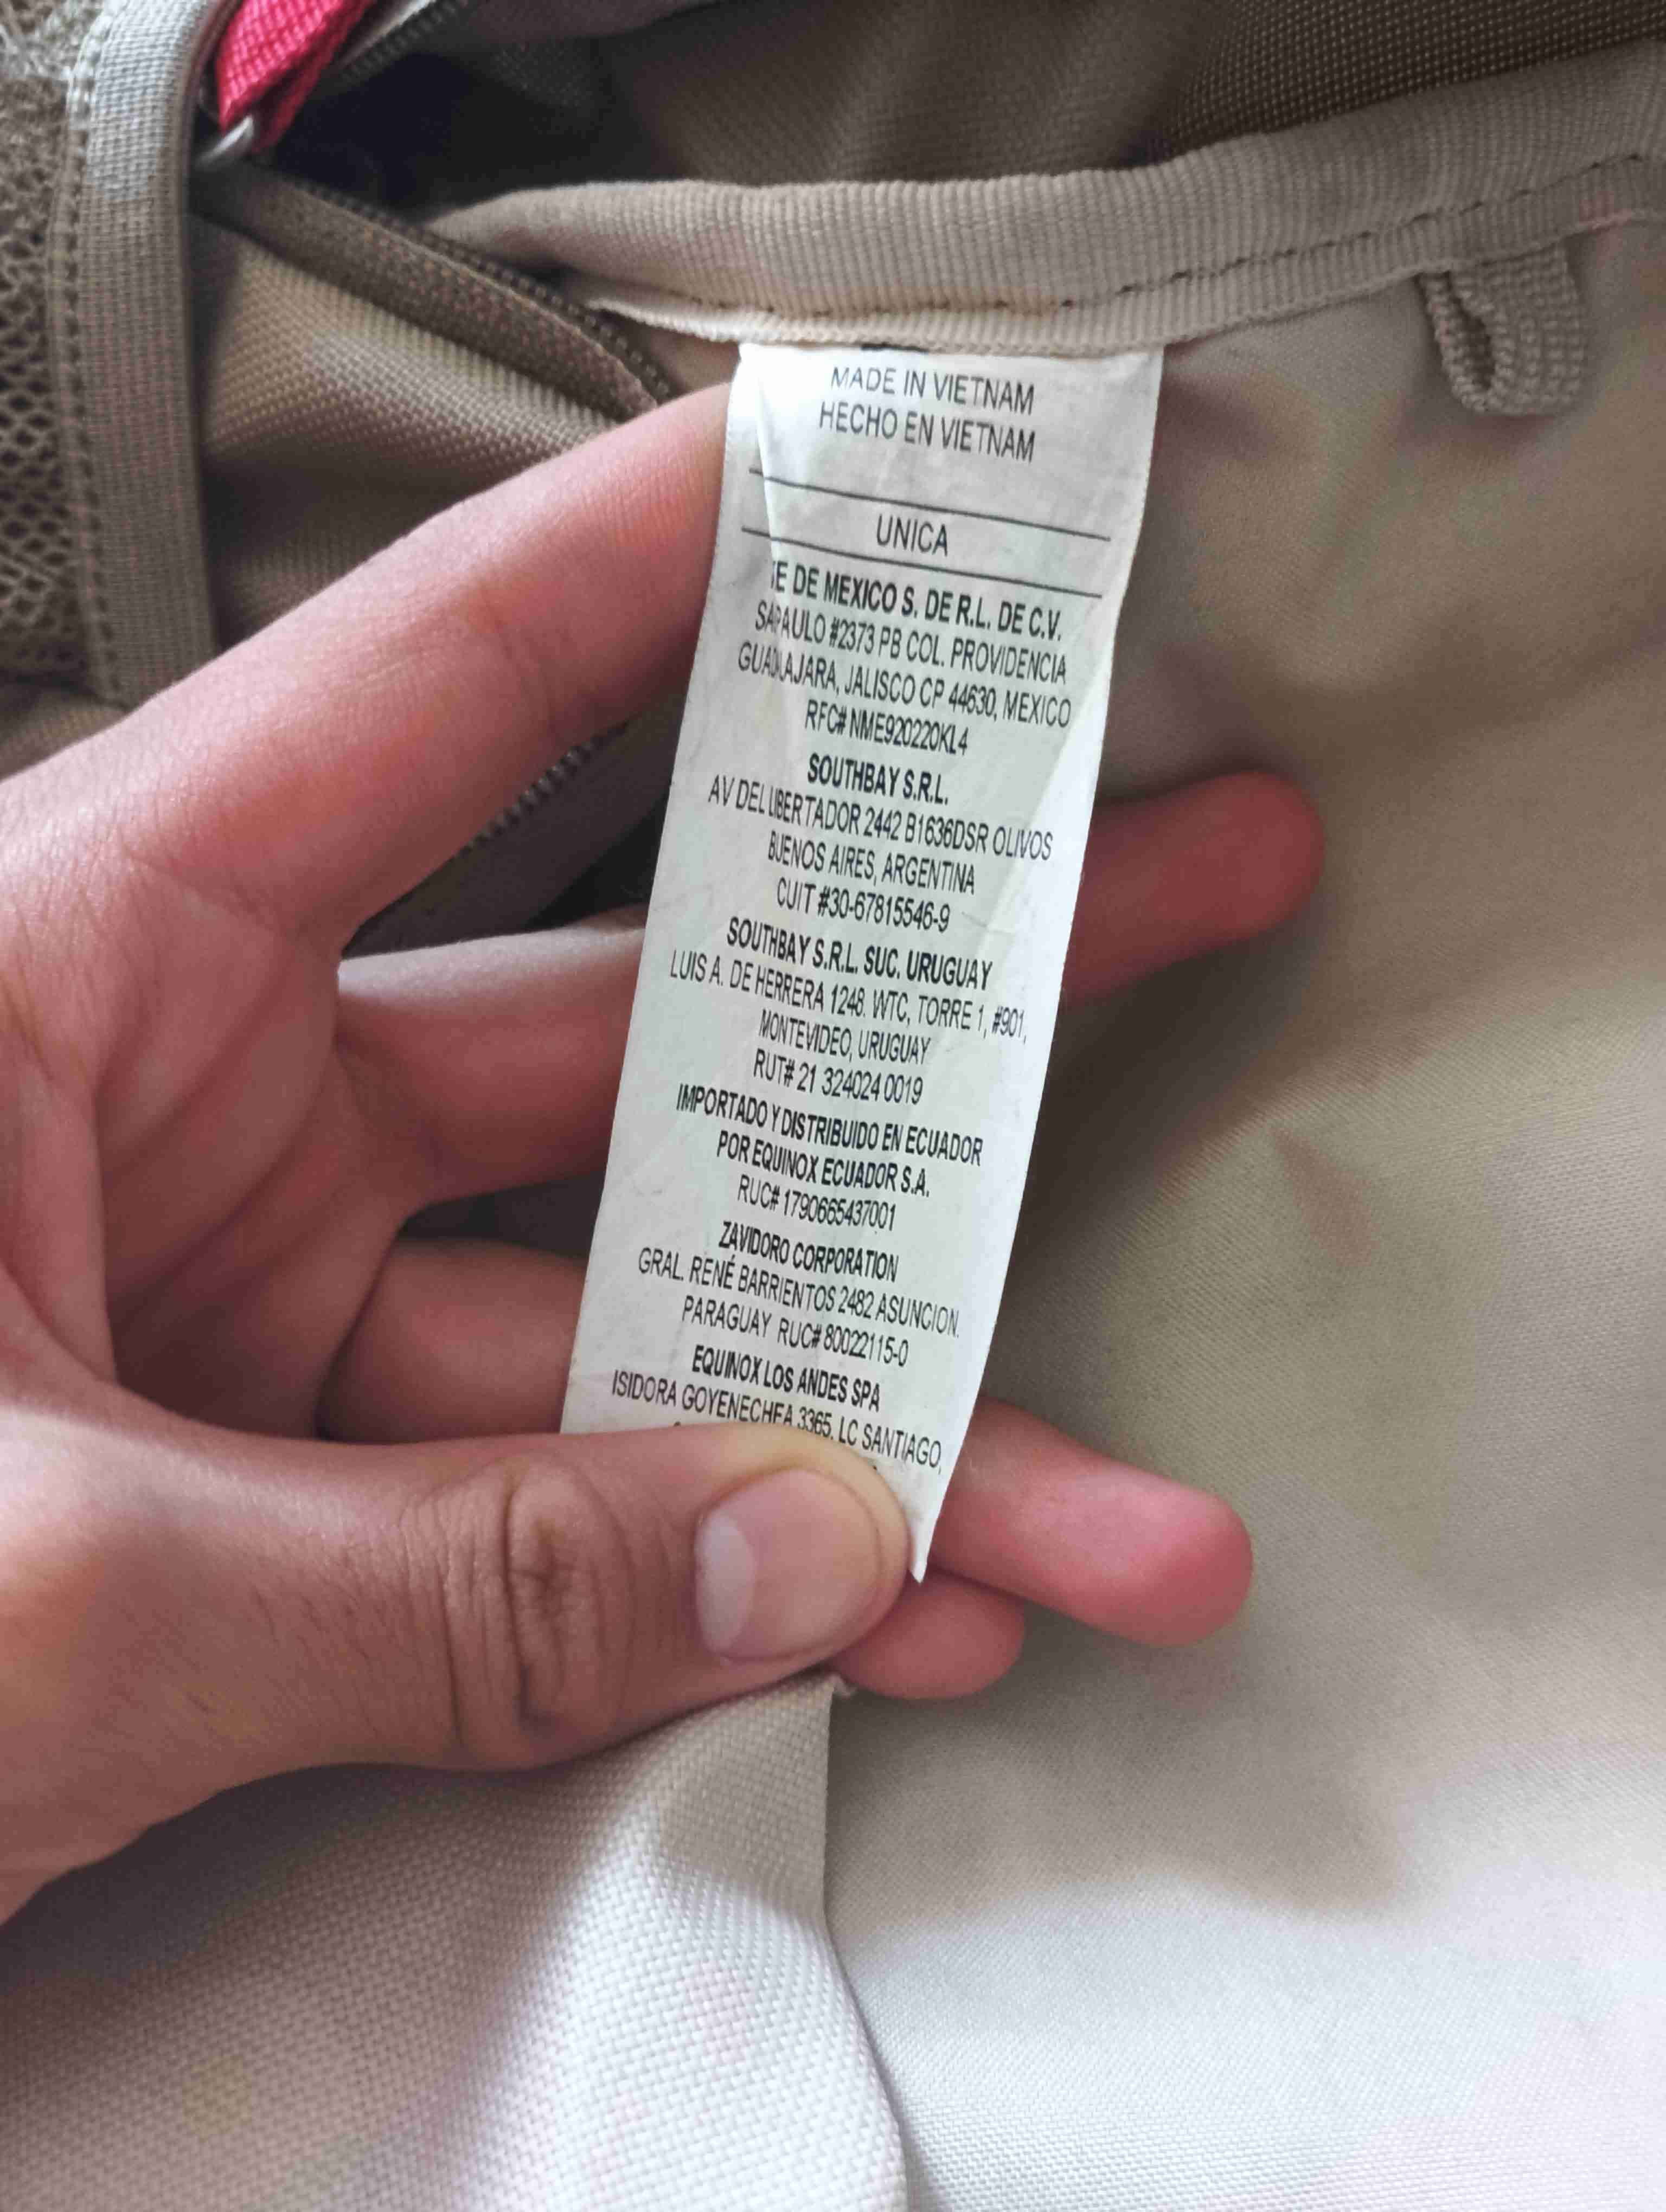 MADE IN VIETNAM
HECHO EN VIETNAM
UNICA
DE MEXICO S. DE R.L. DE C.V.
#2373 PB COL. PROVIDENCIA
GUADALAJARA, JALISCO CP 44630, MEXICO
RFC# NME920220KL4
SOUTHBAY S.R.L.
AV DEL LIBERTADOR 2442 B1636DSR OLIVOS
BUENOS AIRES, ARGENTINA
CUIT #30-67815546-9
SOUTHBAY S.R.L. SUC. URUGUAY
LUIS A. DE HERRERA 1248. WTC, TORRE 1, #901,
MONTEVIDEO, URUGUAY
RUT# 21 324024 0019
IMPORTADO Y DISTRIBUIDO EN ECUADOR
POR EQUINOX ECUADOR S.A.
RUC# 1790665437001
ZAVIDORO CORPORATION
GRAL. RENÉ BARRIENTOS 2482 ASUNCION.
PARAGUAY RUC# 80022115-0
EQUINOX LOS ANDES SPA
ISIDORA GOYENECHEA 3365, LC SANTIAGO,